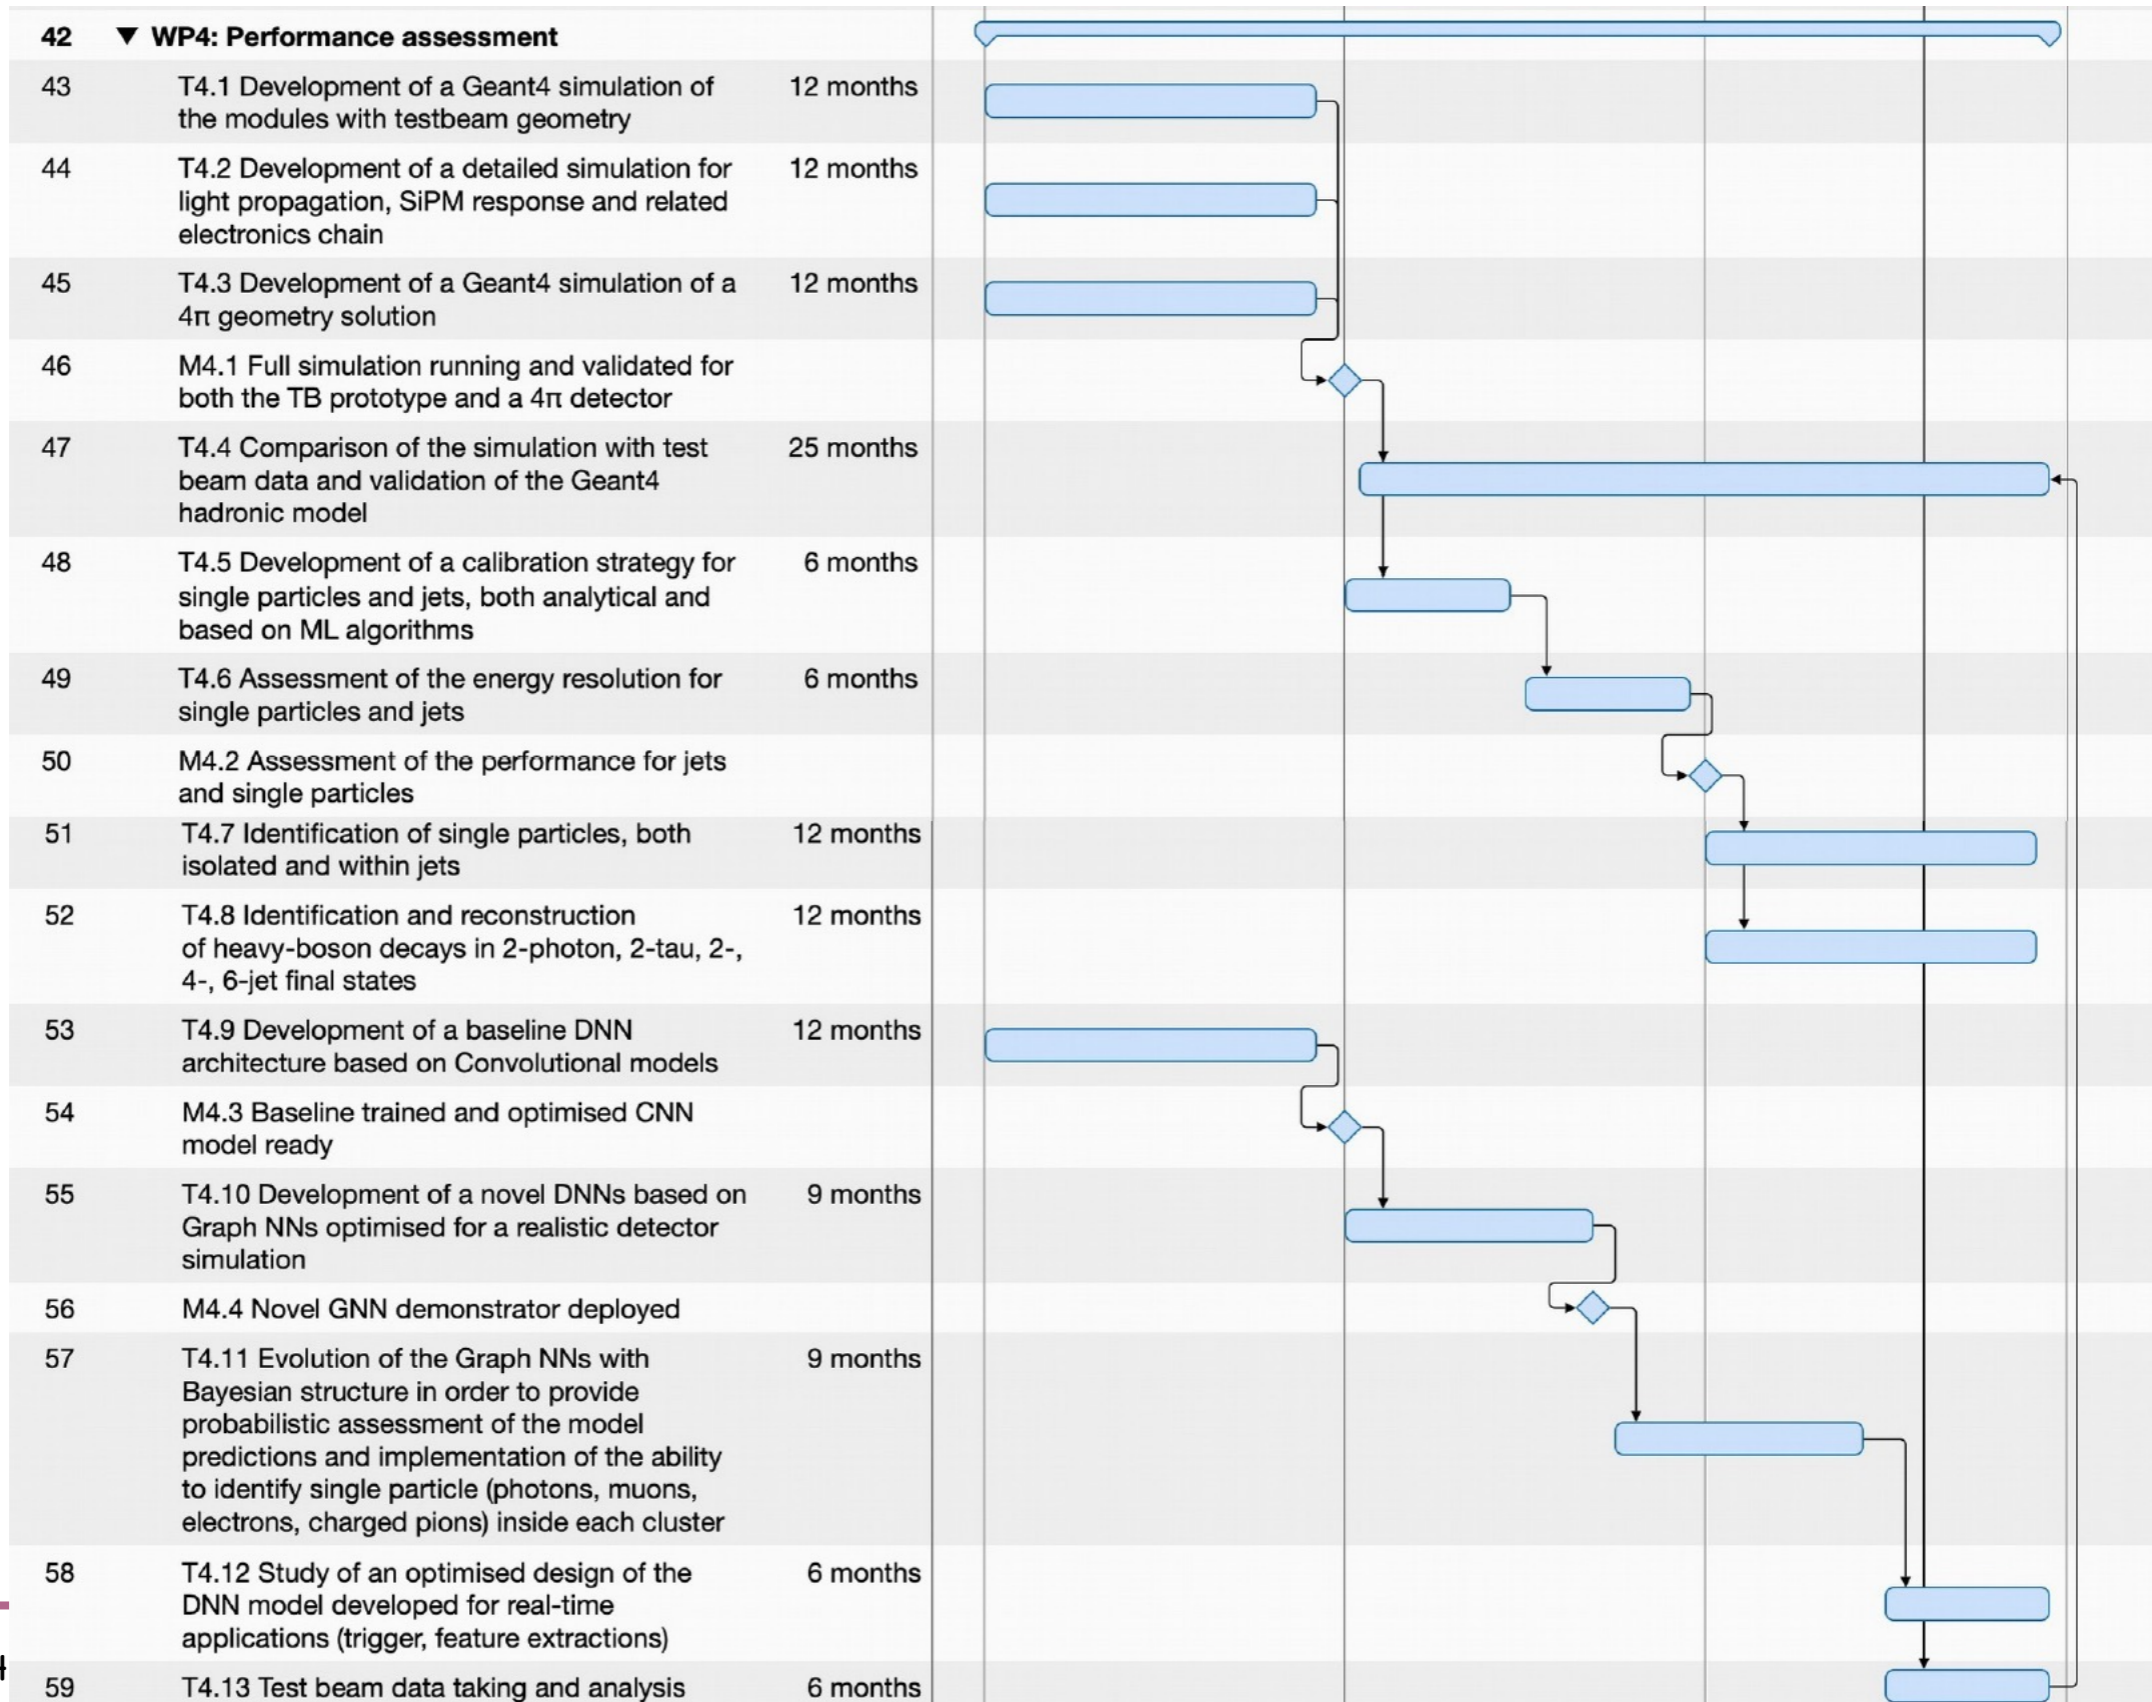 42 ▼ WP4: Performance assessment
43 T4.1 Development of a Geant4 simulation of 12 months
the modules with testbeam geometry
44 T4.2 Development of a detailed simulation for 12 months
light propagation, SiPM response and related
electronics chain
45 T4.3 Development of a Geant4 simulation of a 12 months
4π geometry solution
46 M4.1 Full simulation running and validated for
both the TB prototype and a 4π detector
47 T4.4 Comparison of the simulation with test 25 months
beam data and validation of the Geant4
hadronic model
48 T4.5 Development of a calibration strategy for 6 months
single particles and jets, both analytical and
based on ML algorithms
49 T4.6 Assessment of the energy resolution for 6 months
single particles and jets
50 M4.2 Assessment of the performance for jets
and single particles
51 T4.7 Identification of single particles, both 12 months
isolated and within jets
52 T4.8 Identification and reconstruction 12 months
of heavy-boson decays in 2-photon, 2-tau, 2-,
4-, 6-jet final states
53 T4.9 Development of a baseline DNN 12 months
architecture based on Convolutional models
54 M4.3 Baseline trained and optimised CNN
model ready
55 T4.10 Development of a novel DNNs based on 9 months
Graph NNs optimised for a realistic detector
simulation
56 M4.4 Novel GNN demonstrator deployed
57 T4.11 Evolution of the Graph NNs with 9 months
Bayesian structure in order to provide
probabilistic assessment of the model
predictions and implementation of the ability
to identify single particle (photons, muons,
electrons, charged pions) inside each cluster
58 T4.12 Study of an optimised design of the 6 months
DNN model developed for real-time
applications (trigger, feature extractions)
59 T4.13 Test beam data taking and analysis 6 months